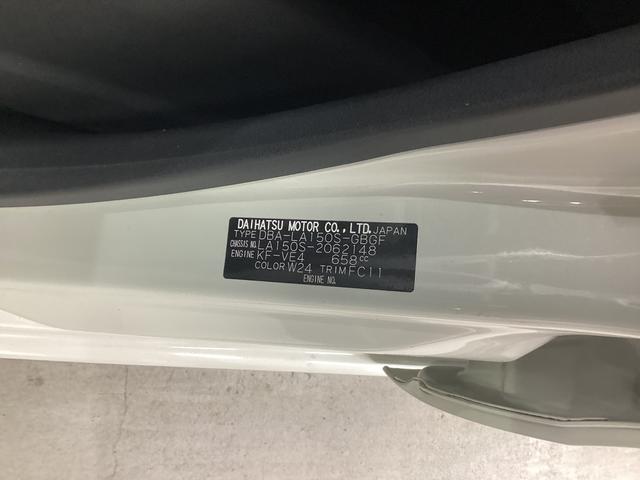 DAIHATSU MOTOR CO.,LTD. JAPAN
TYPE DBA-LA150S-GBGF
CHASSIS NO. LA150S-2062148
ENGINE KF-VE4 658cc
COLOR W24 TRIM FC11
ENGINE NO.